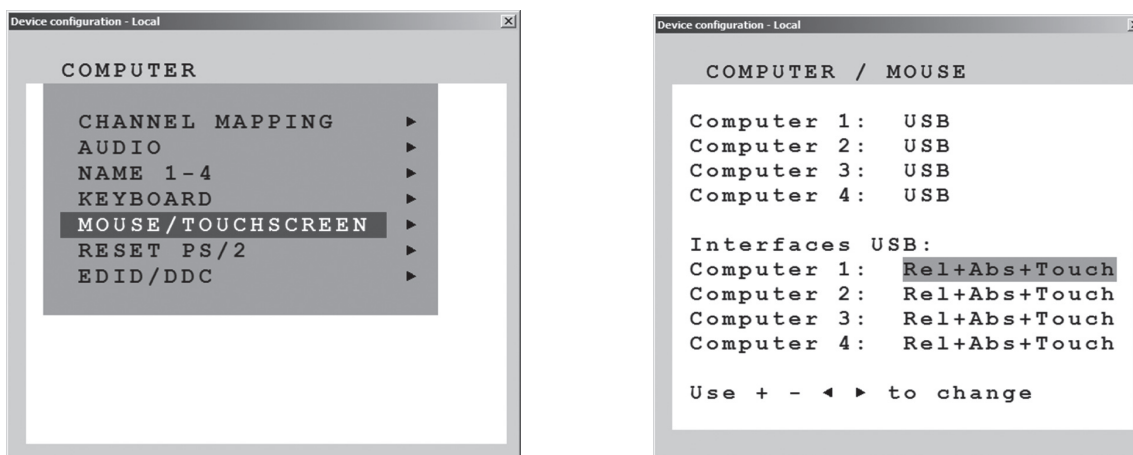 Device configuration - Local
COMPUTER
CHANNEL MAPPING ►
AUDIO ►
NAME 1-4 ►
KEYBOARD ►
MOUSE/TOUCHSCREEN ►
RESET PS/2 ►
EDID/DDC ►
Device configuration - Local
COMPUTER / MOUSE
Computer 1: USB
Computer 2: USB
Computer 3: USB
Computer 4: USB
Interfaces USB:
Computer 1: Rel+Abs+Touch
Computer 2: Rel+Abs+Touch
Computer 3: Rel+Abs+Touch
Computer 4: Rel+Abs+Touch
Use + - ◄ ► to change